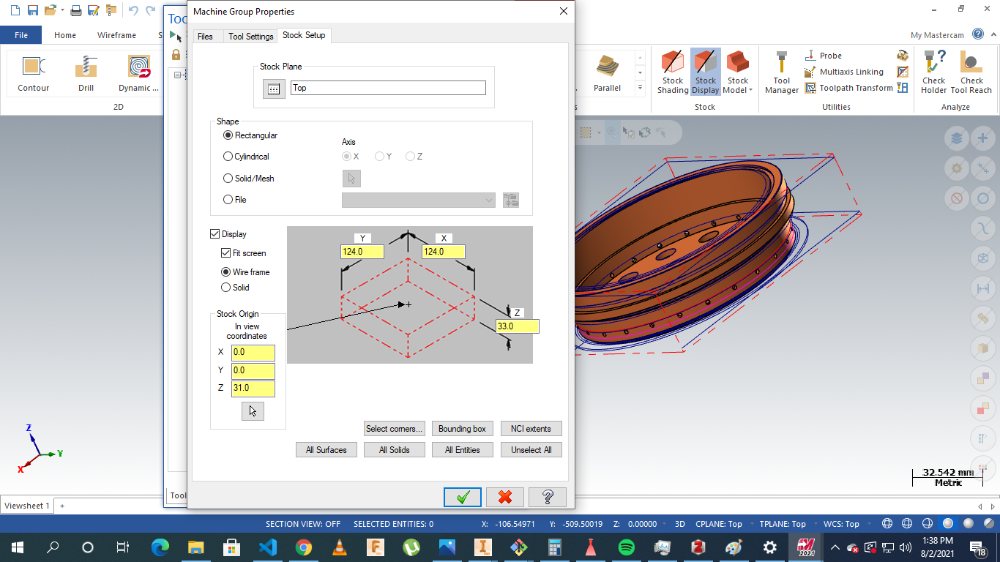 Machine Group Properties
Too
File
Home
Wireframe
S
My Mastercam
Files
Tool Settings
Stock Setup
Contour
Drill
Dynamic ...
2D
Parallel
Stock Shading
Stock Display
Stock Model
Stock
Tool Manager
Probe
Multiaxis Linking
Toolpath Transform
Utilities
Check Holder
Check Tool Reach
Analyze
Stock Plane
Top
Shape
Rectangular
Cylindrical
Solid/Mesh
File
Axis
X
Y
Z
Display
Fit screen
Wire frame
Solid
Y
124.0
X
124.0
Z
33.0
Stock Origin
In view
coordinates
X 0.0
Y 0.0
Z 31.0
Select corners...
Bounding box
NCI extents
All Surfaces
All Solids
All Entities
Unselect All
Z
Y
X
32.542 mm
Metric
Tool
Viewsheet 1
+
SECTION VIEW: OFF
SELECTED ENTITIES: 0
X: -106.54971
Y: -509.50019
Z: 0.00000
3D
CPLANE: Top
TPLANE: Top
WCS: Top
2021
1:38 PM
8/2/2021
18